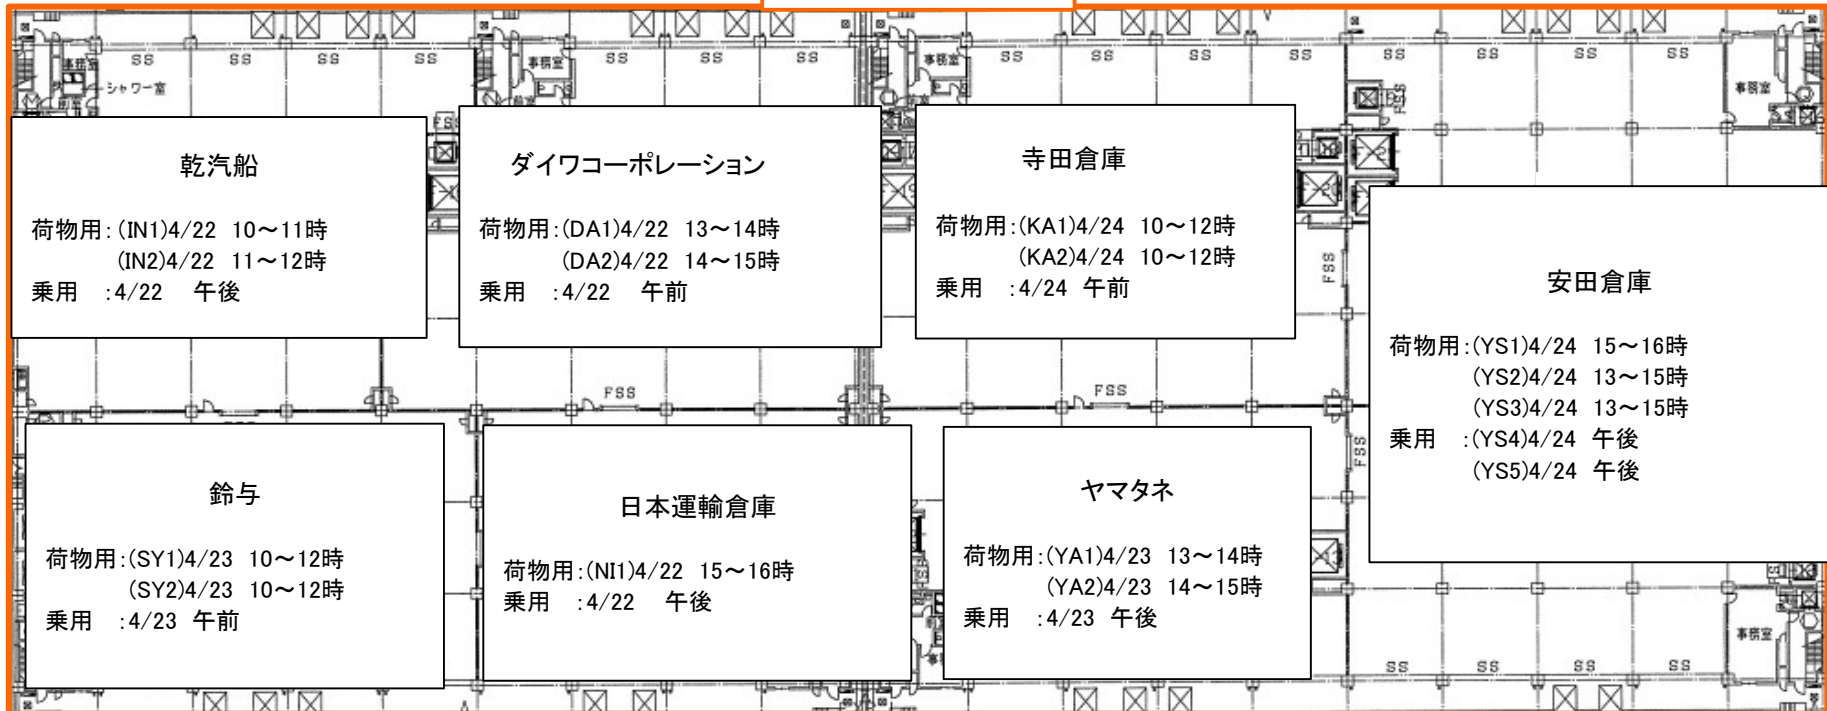 事務室
シャワー室
前室
事務室
前室
事務室
事務室
SS SS SS SS SS SS SS SS SS SS SS SS SS SS
FSS
FSS
乾汽船
荷物用:(IN1)4/22 10～11時
(IN2)4/22 11～12時
乗用 :4/22 午後
ダイワコーポレーション
荷物用:(DA1)4/22 13～14時
(DA2)4/22 14～15時
乗用 :4/22 午前
寺田倉庫
荷物用:(KA1)4/24 10～12時
(KA2)4/24 10～12時
乗用 :4/24 午前
安田倉庫
荷物用:(YS1)4/24 15～16時
(YS2)4/24 13～15時
(YS3)4/24 13～15時
乗用 :(YS4)4/24 午後
(YS5)4/24 午後
FSS
FSS
FSS
FSS
鈴与
荷物用:(SY1)4/23 10～12時
(SY2)4/23 10～12時
乗用 :4/23 午前
日本運輸倉庫
荷物用:(NI1)4/22 15～16時
乗用 :4/22 午後
ヤマタネ
荷物用:(YA1)4/23 13～14時
(YA2)4/23 14～15時
乗用 :4/23 午後
事務室
SS SS SS SS